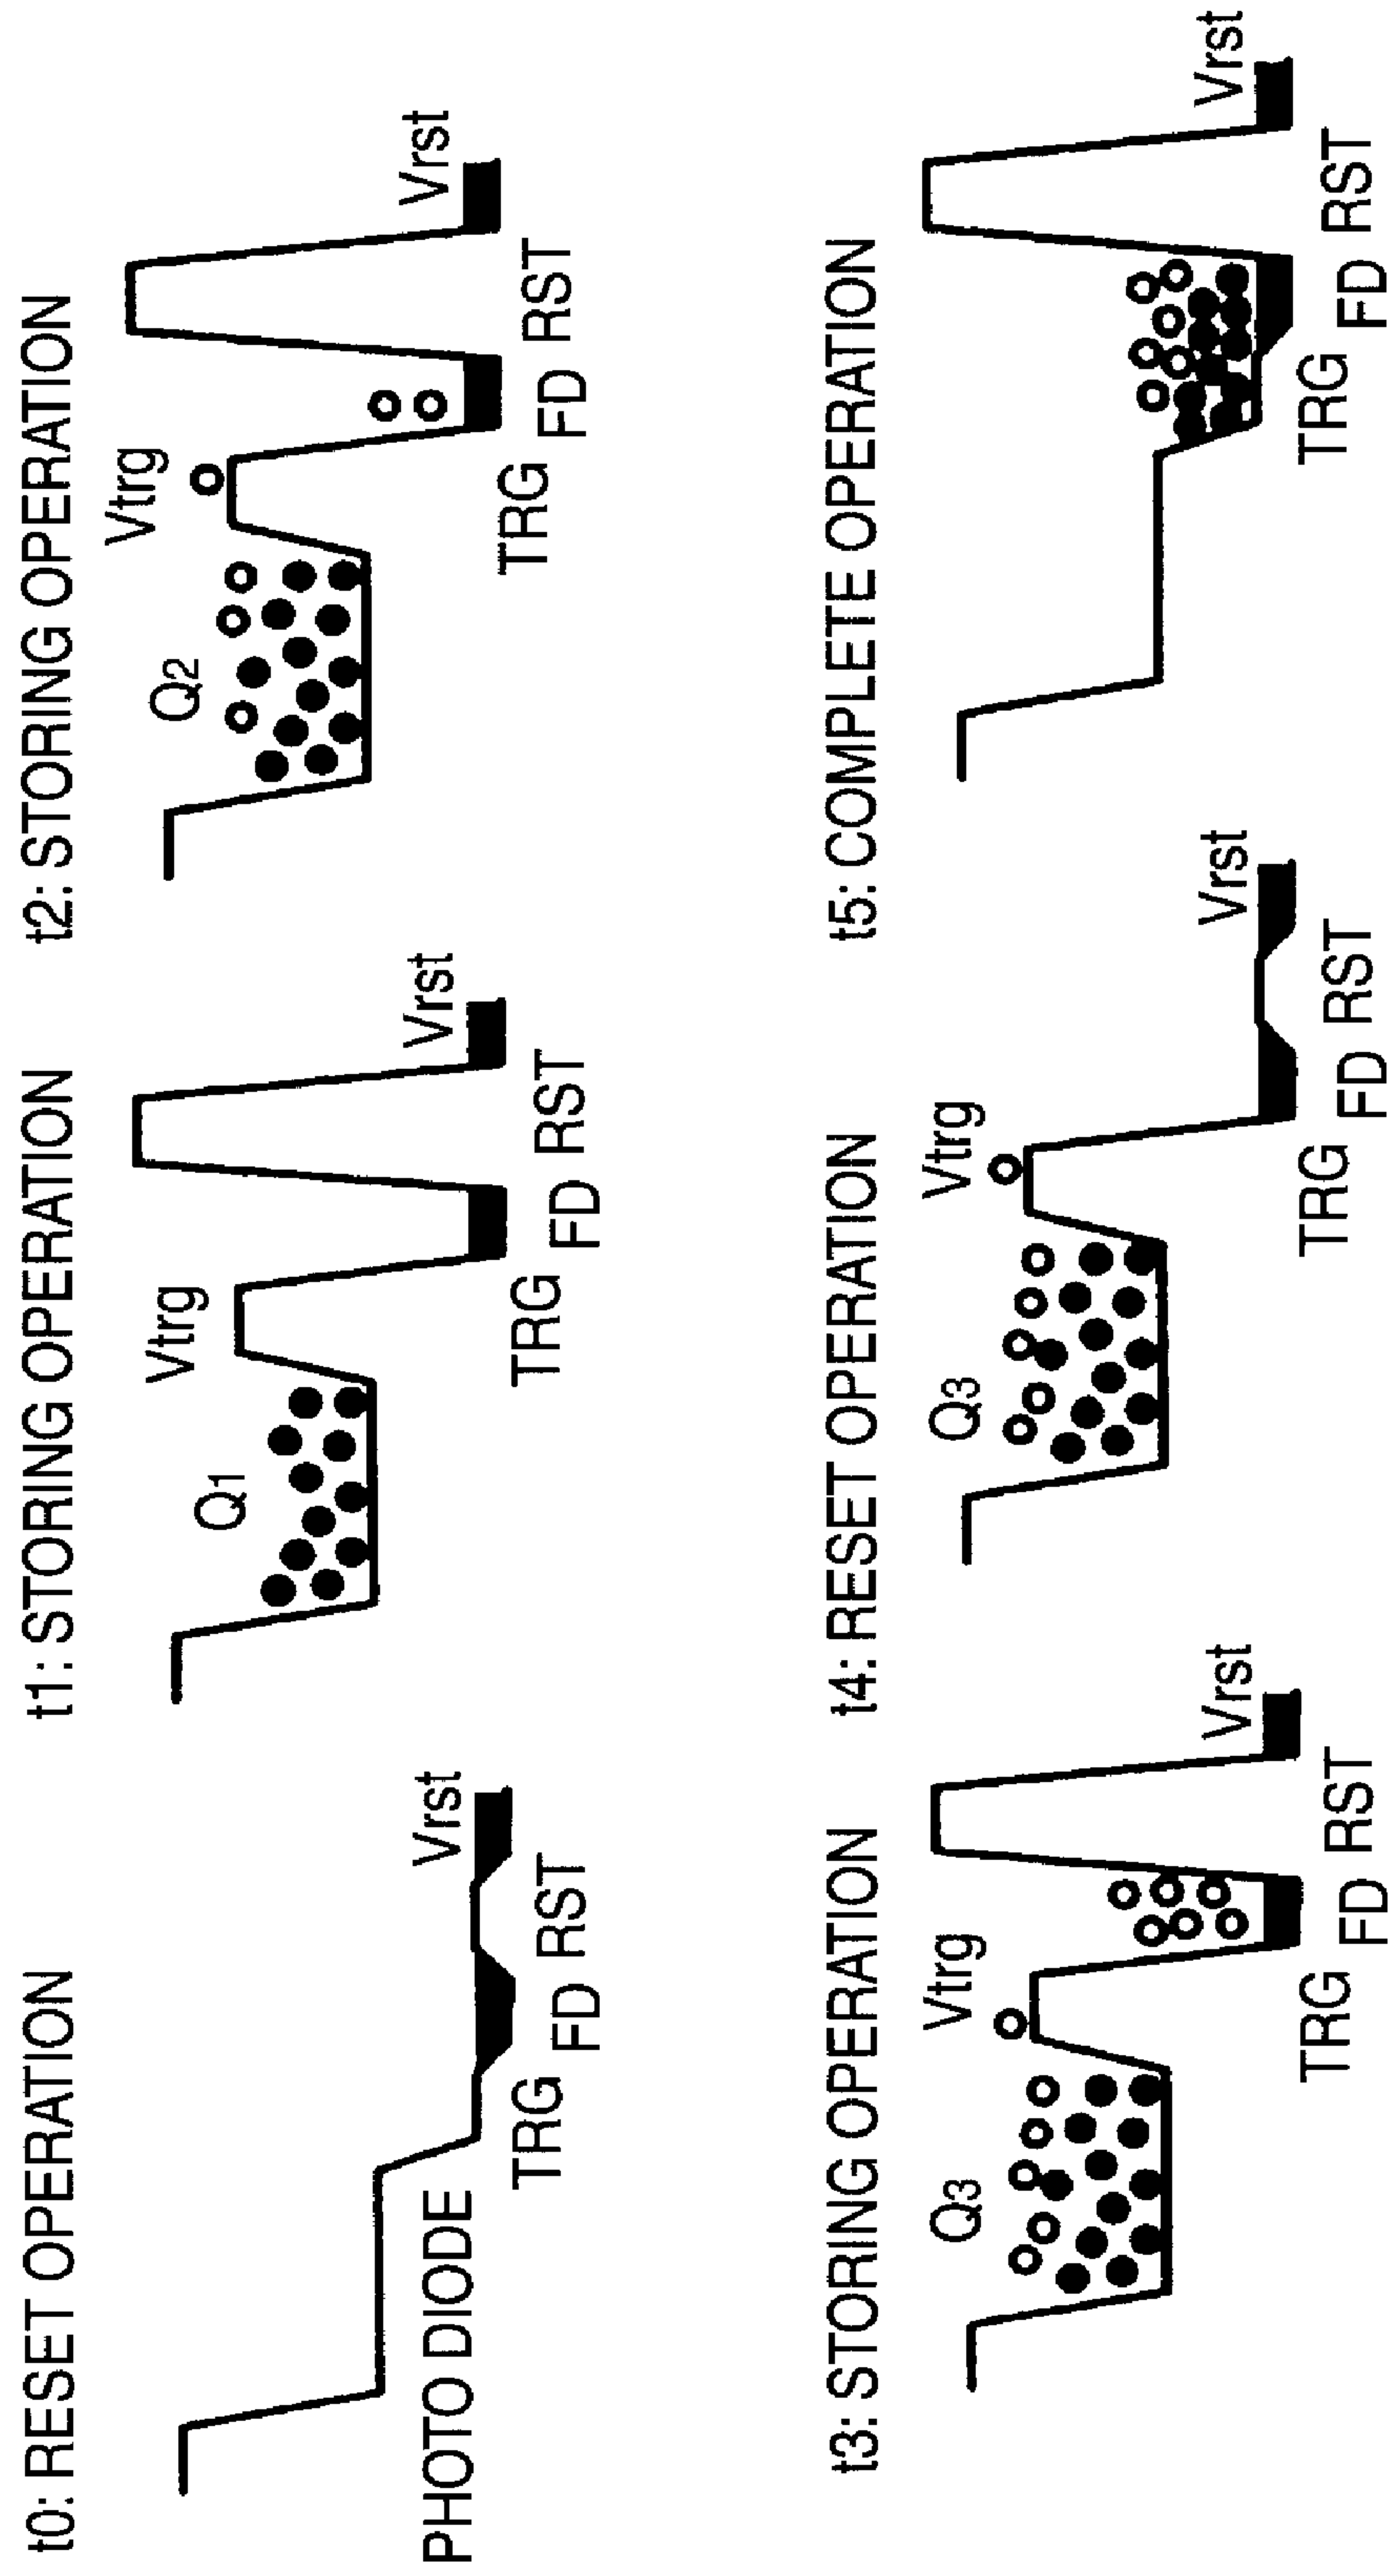 t0: RESET OPERATION
Vrst
PHOTO DIODE
TRG
FD
RST
t1: STORING OPERATION
Q1
Vtrg
Vrst
TRG
FD
RST
t2: STORING OPERATION
Q2
Vtrg
Vrst
TRG
FD
RST
t3: STORING OPERATION
Q3
Vtrg
Vrst
TRG
FD
RST
t4: RESET OPERATION
Q3
Vtrg
Vrst
TRG
FD
RST
t5: COMPLETE OPERATION
Vrst
TRG
FD
RST